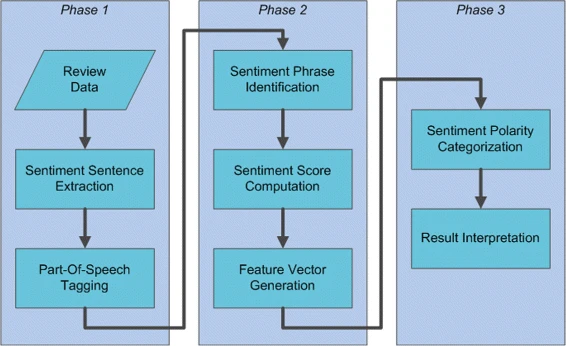 Phase 1
Review
Data
Sentiment Sentence
Extraction
Part-Of-Speech
Tagging
Phase 2
Sentiment Phrase
Identification
Sentiment Score
Computation
Feature Vector
Generation
Phase 3
Sentiment Polarity
Categorization
Result Interpretation